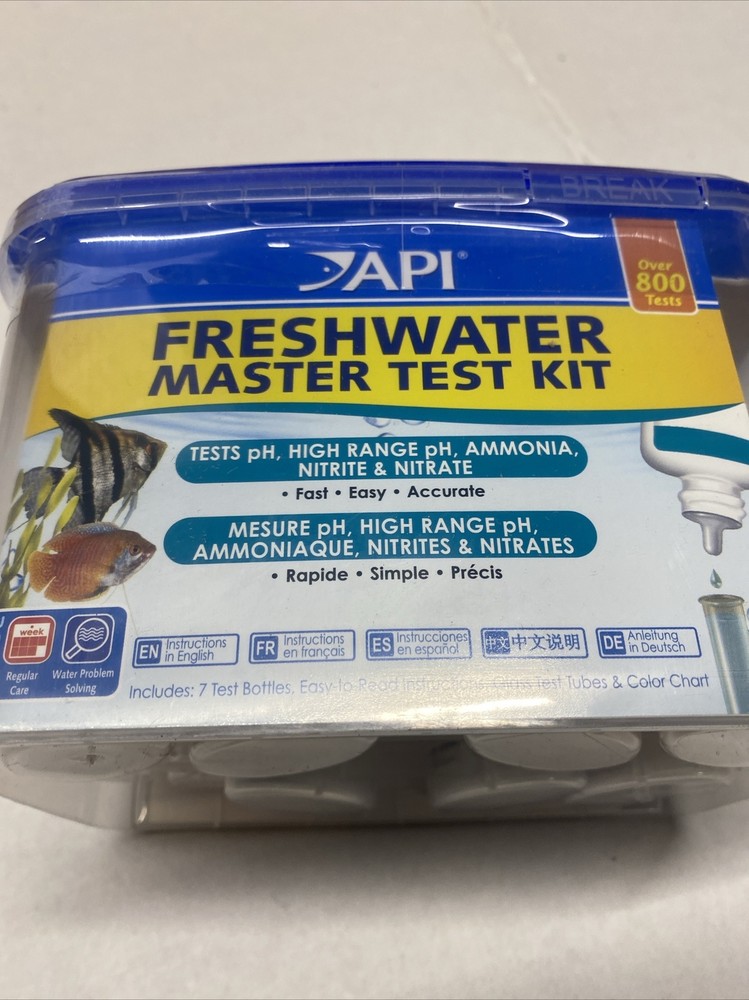 BREAK
API®
Over
800
Tests
FRESHWATER
MASTER TEST KIT
TESTS pH, HIGH RANGE pH, AMMONIA,
NITRITE & NITRATE
• Fast • Easy • Accurate
MESURE pH, HIGH RANGE pH,
AMMONIAQUE, NITRITES & NITRATES
• Rapide • Simple • Précis
week
Regular
Care
Water Problem
Solving
EN Instructions
in English
FR Instructions
en français
ES Instrucciones
en español
中文 中文说明
DE Anleitung
in Deutsch
Includes: 7 Test Bottles, Easy-to-Read Instructions, Glass Test Tubes & Color Chart